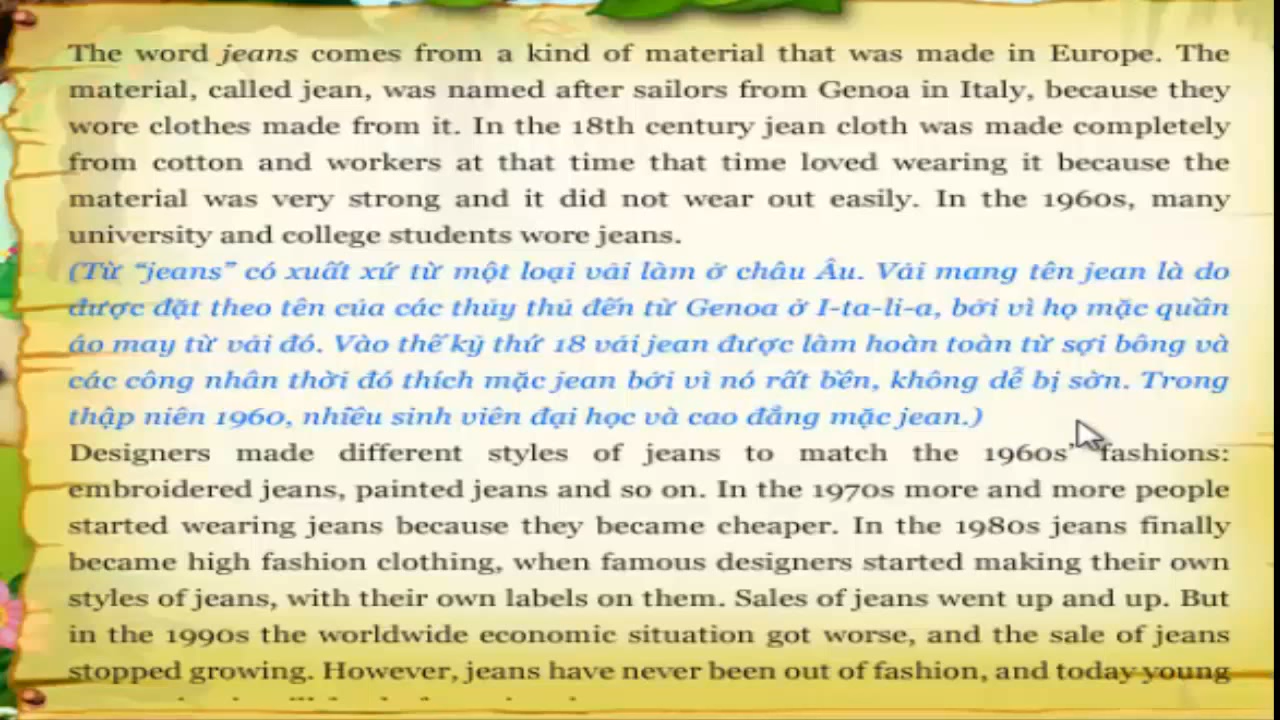 The word jeans comes from a kind of material that was made in Europe. The
material, called jean, was named after sailors from Genoa in Italy, because they
wore clothes made from it. In the 18th century jean cloth was made completely
from cotton and workers at that time that time loved wearing it because the
material was very strong and it did not wear out easily. In the 1960s, many
university and college students wore jeans.
(Từ “jeans” có xuất xứ từ một loại vải làm ở châu Âu. Vải mang tên jean là do
được đặt theo tên của các thủy thủ đến từ Genoa ở I-ta-li-a, bởi vì họ mặc quần
áo may từ vải đó. Vào thế kỷ thứ 18 vải jean được làm hoàn toàn từ sợi bông và
các công nhân thời đó thích mặc jean bởi vì nó rất bền, không dễ bị sờn. Trong
thập niên 1960, nhiều sinh viên đại học và cao đẳng mặc jean.)
Designers made different styles of jeans to match the 1960s’ fashions:
embroidered jeans, painted jeans and so on. In the 1970s more and more people
started wearing jeans because they became cheaper. In the 1980s jeans finally
became high fashion clothing, when famous designers started making their own
styles of jeans, with their own labels on them. Sales of jeans went up and up. But
in the 1990s the worldwide economic situation got worse, and the sale of jeans
stopped growing. However, jeans have never been out of fashion, and today young